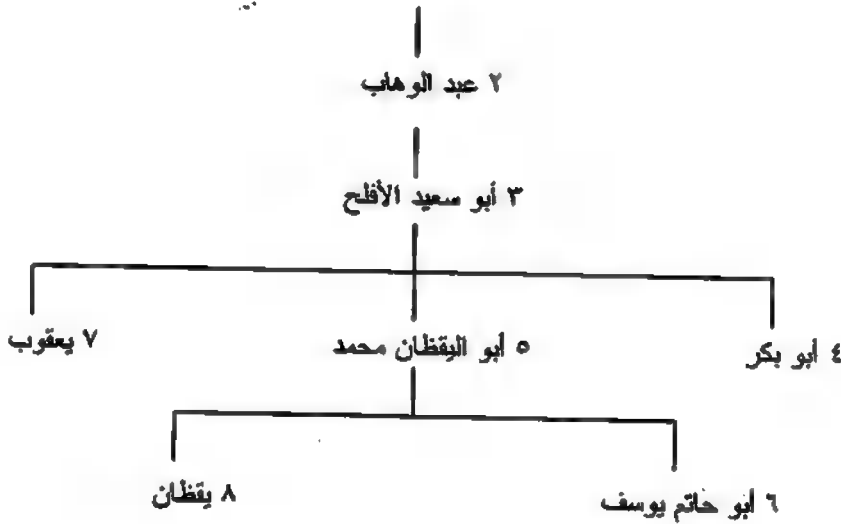 ٢ عبد الوهاب
٣ أبو سعيد الأفلح
٤ أبو بكر
٥ أبو اليقظان محمد
٧ يعقوب
٦ أبو حاتم يوسف
٨ يقظان